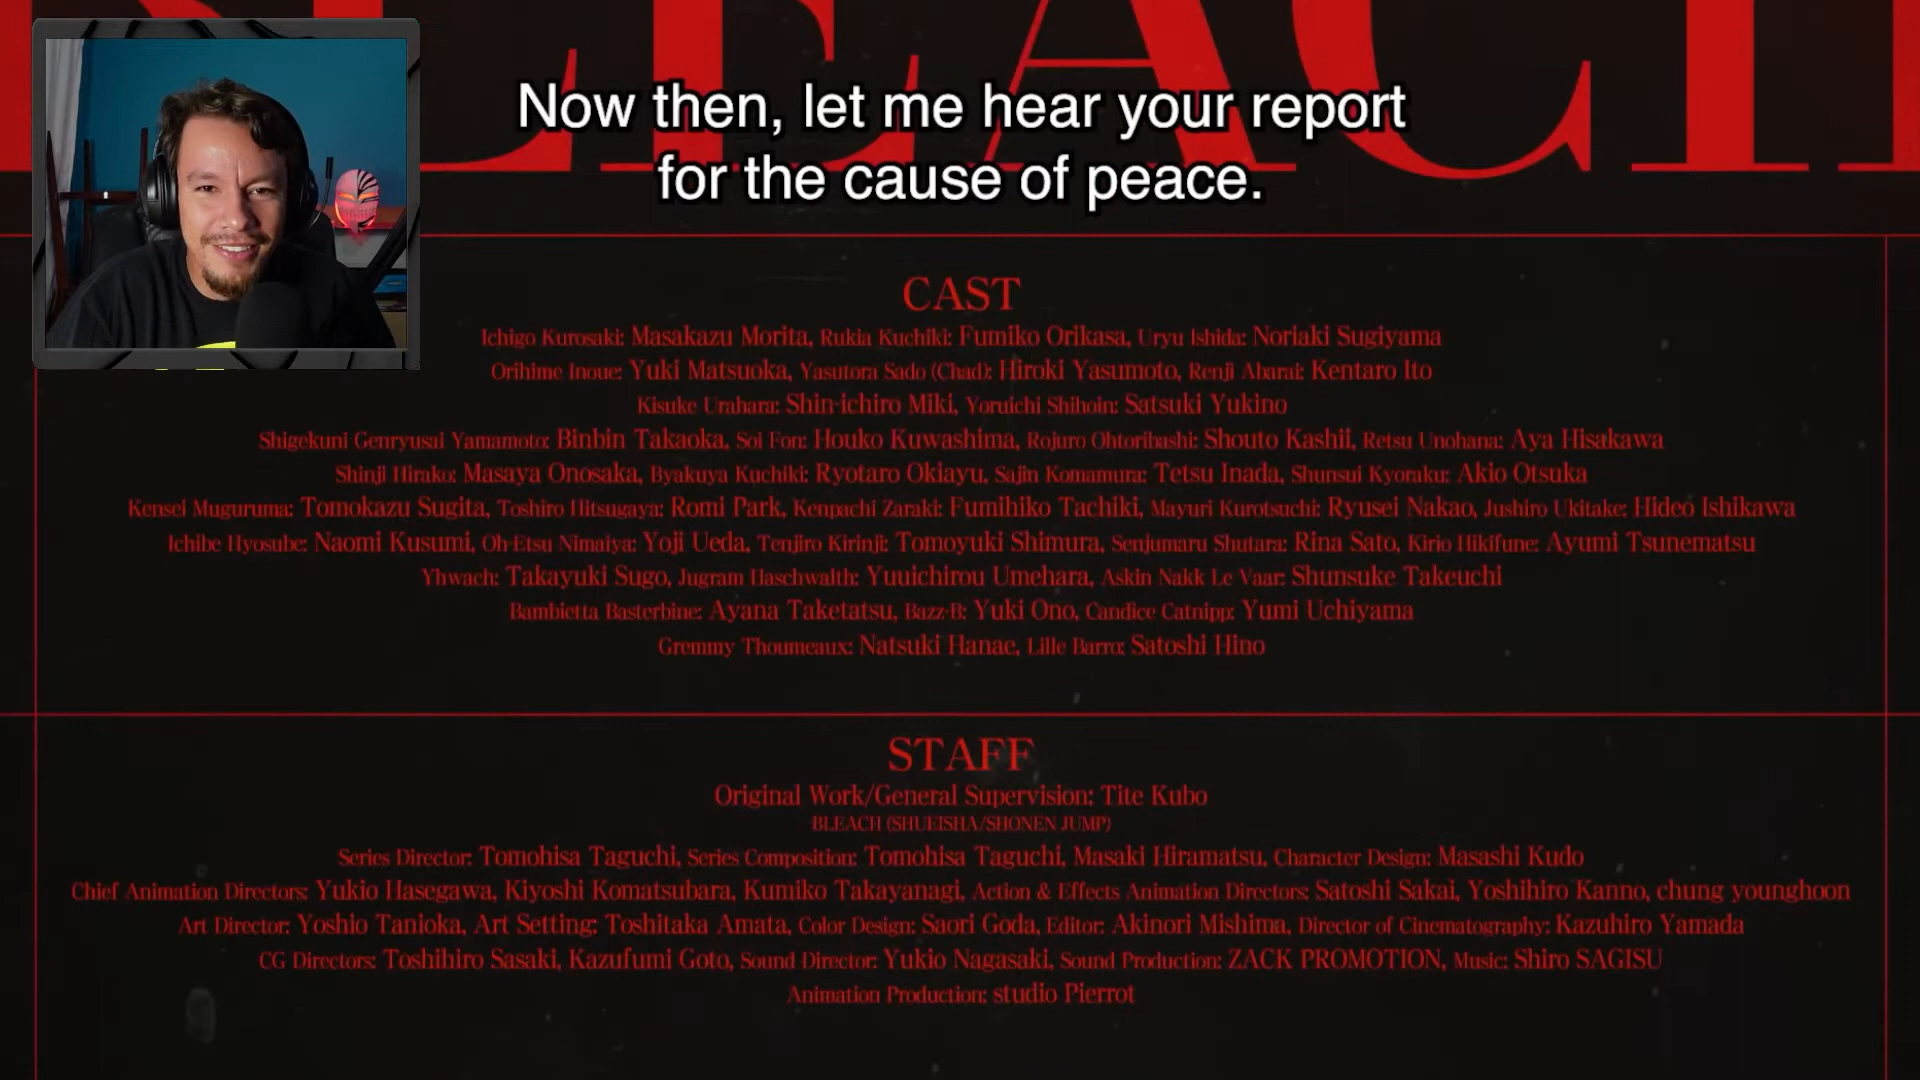 BLEACH
Now then, let me hear your report
for the cause of peace.
CAST
Ichigo Kurosaki: Masakazu Morita, Rukia Kuchiki: Fumiko Orikasa, Uryu Ishida: Noriaki Sugiyama
Orihime Inoue: Yuki Matsuoka, Yasutora Sado (Chad): Hiroki Yasumoto, Renji Abarai: Kentaro Ito
Kisuke Urahara: Shin-ichiro Miki, Yoruichi Shihoin: Satsuki Yukino
Shigekuni Genryusai Yamamoto: Binbin Takaoka, Soi Fon: Houko Kuwashima, Rojuro Ohtoribashi: Shouto Kashii, Retsu Unohana: Aya Hisakawa
Shinji Hirako: Masaya Onosaka, Byakuya Kuchiki: Ryotaro Okiayu, Sajin Komamura: Tetsu Inada, Shunsui Kyoraku: Akio Otsuka
Kensei Muguruma: Tomokazu Sugita, Toshiro Hitsugaya: Romi Park, Kenpachi Zaraki: Fumihiko Tachiki, Mayuri Kurotsuchi: Ryusei Nakao, Jushiro Ukitake: Hideo Ishikawa
Ichibe Hyosube: Naomi Kusumi, Oh-Etsu Nimaiya: Yoji Ueda, Tenjiro Kirinji: Tomoyuki Shimura, Senjumaru Shutara: Rina Sato, Kirio Hikifune: Ayumi Tsunematsu
Yhwach: Takayuki Sugo, Jugram Haschwalth: Yuuichirou Umehara, Askin Nakk Le Vaar: Shunsuke Takeuchi
Bambietta Basterbine: Ayana Taketatsu, Bazz-B: Yuki Ono, Candice Catnipp: Yumi Uchiyama
Gremmy Thoumeaux: Natsuki Hanae, Lille Barro: Satoshi Hino
STAFF
Original Work/General Supervision: Tite Kubo
BLEACH (SHUEISHA/SHONEN JUMP)
Series Director: Tomohisa Taguchi, Series Composition: Tomohisa Taguchi, Masaki Hiramatsu, Character Design: Masashi Kudo
Chief Animation Directors: Yukio Hasegawa, Kiyoshi Komatsubara, Kumiko Takayanagi, Action & Effects Animation Directors: Satoshi Sakai, Yoshihiro Kanno, chung younghoon
Art Director: Yoshio Tanioka, Art Setting: Toshitaka Amata, Color Design: Saori Goda, Editor: Akinori Mishima, Director of Cinematography: Kazuhiro Yamada
CG Directors: Toshihiro Sasaki, Kazufumi Goto, Sound Director: Yukio Nagasaki, Sound Production: ZACK PROMOTION, Music: Shiro SAGISU
Animation Production: studio Pierrot